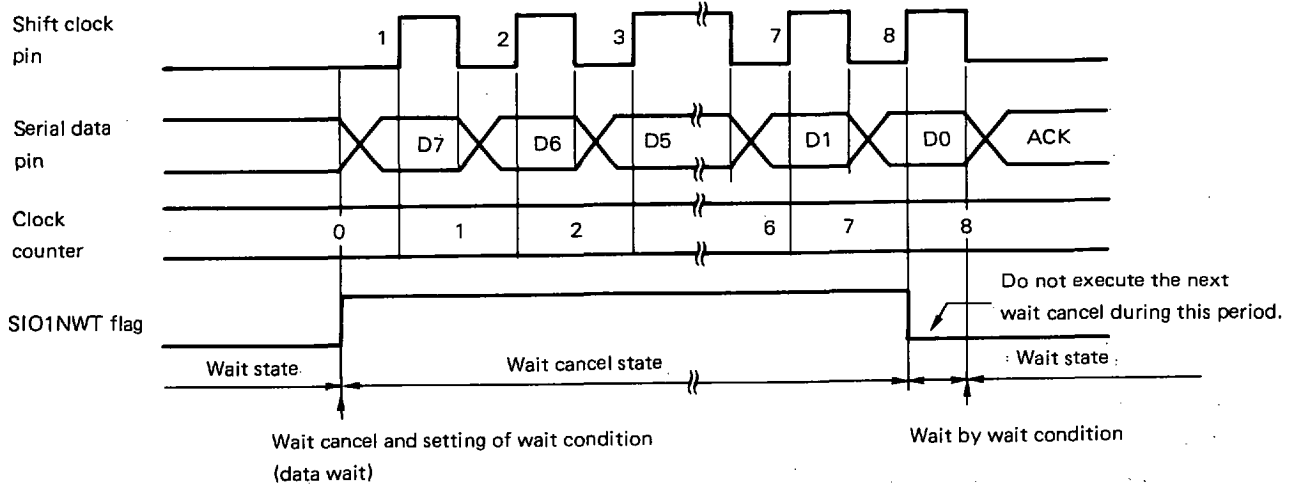 Shift clock
pin
1 2 3 7 8
Serial data
pin
D7 D6 D5 D1 D0 ACK
Clock
counter
0 1 2 6 7 8
Do not execute the next
wait cancel during this period.
SIO1NWT flag
Wait state Wait cancel state Wait state
Wait cancel and setting of wait condition
(data wait)
Wait by wait condition